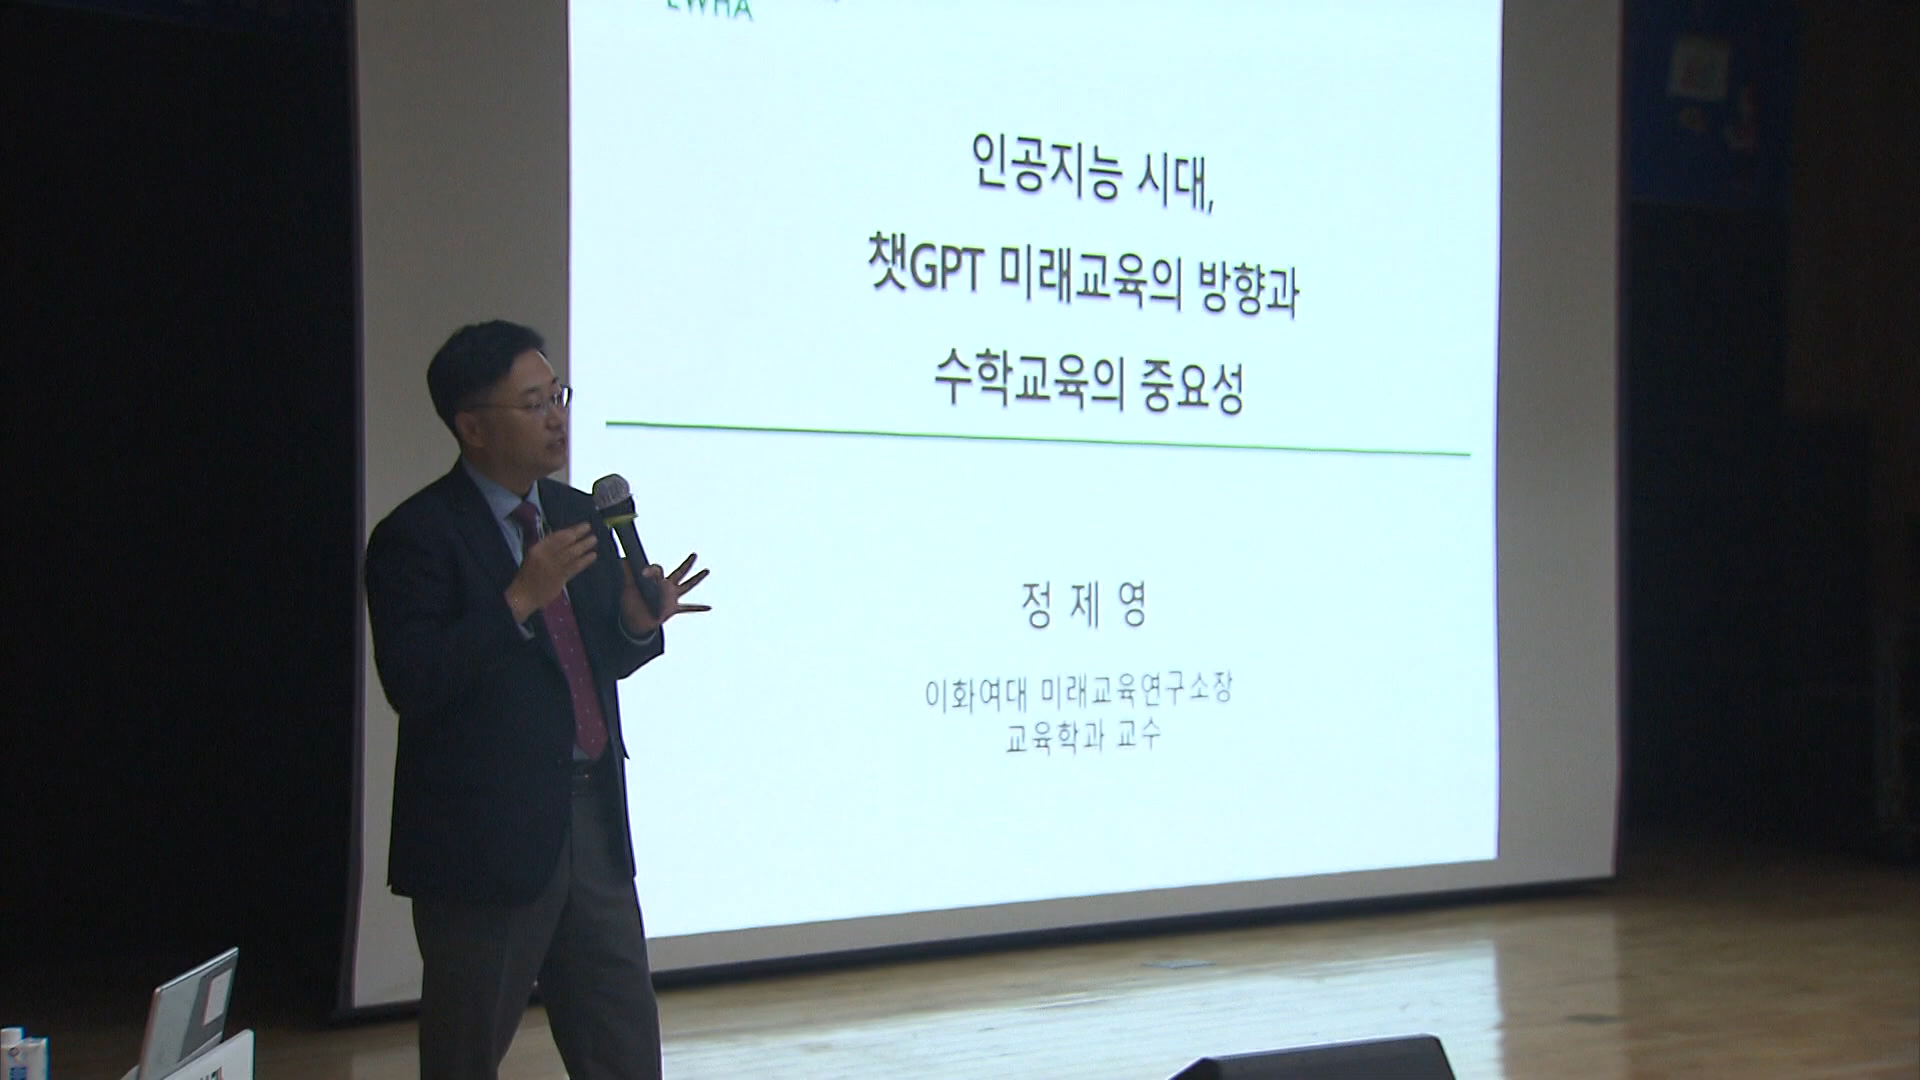 EWHA
인공지능 시대,
챗GPT 미래교육의 방향과
수학교육의 중요성
정 제 영
이화여대 미래교육연구소장
교육학과 교수